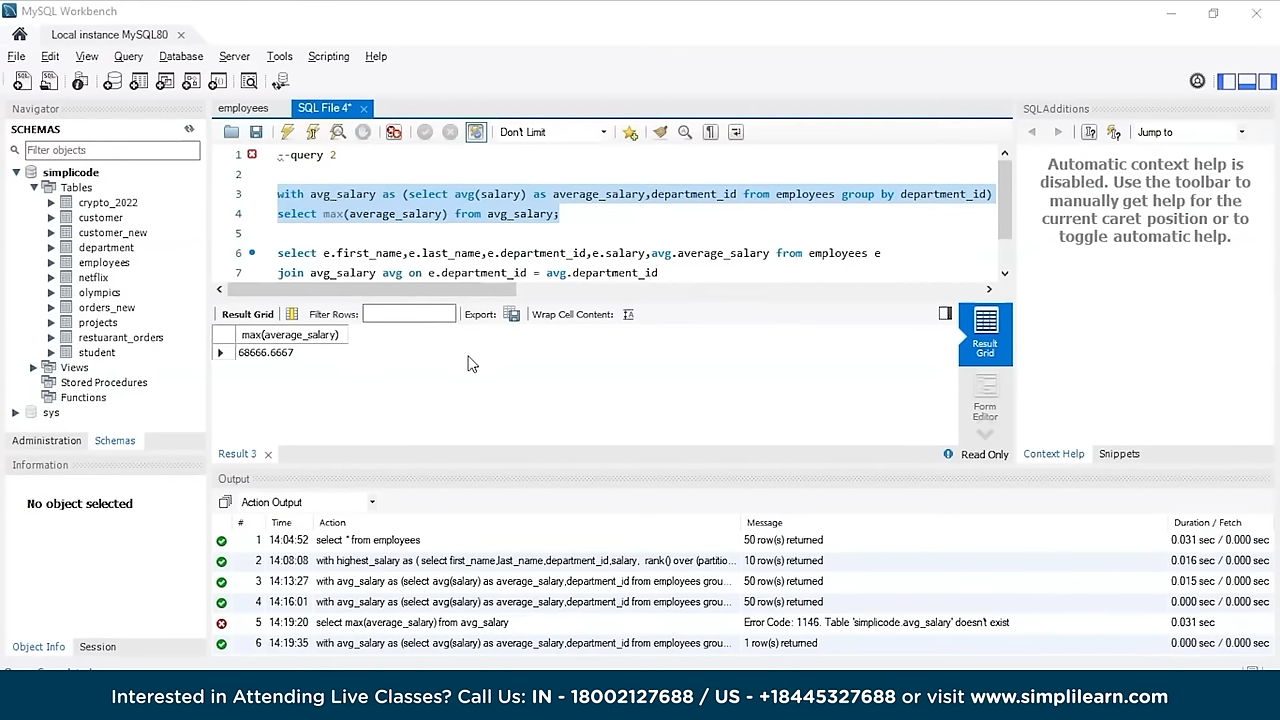 MySQL Workbench
Local instance MySQL80
File Edit View Query Database Server Tools Scripting Help
Navigator
SCHEMAS
Filter objects
simplicode
Tables
crypto_2022
customer
customer_new
department
employees
netflix
olympics
orders_new
projects
restuarant_orders
student
Views
Stored Procedures
Functions
sys
Administration Schemas
Information
No object selected
Object Info Session
employees SQL File 4*
Don't Limit
1 --query 2
2
3 with avg_salary as (select avg(salary) as average_salary,department_id from employees group by department_id)
4 select max(average_salary) from avg_salary;
5
6 select e.first_name,e.last_name,e.department_id,e.salary,avg.average_salary from employees e
7 join avg_salary avg on e.department_id = avg.department_id
Result Grid Filter Rows: Export: Wrap Cell Content:
max(average_salary)
68666.6667
Result Grid
Form Editor
Result 3
Read Only
SQLAdditions
Jump to
Automatic context help is
disabled. Use the toolbar to
manually get help for the
current caret position or to
toggle automatic help.
Context Help Snippets
Output
Action Output
# Time Action Message Duration / Fetch
1 14:04:52 select * from employees 50 row(s) returned 0.031 sec / 0.000 sec
2 14:08:08 with highest_salary as ( select first_name,last_name,department_id,salary, rank() over (partitio... 10 row(s) returned 0.016 sec / 0.000 sec
3 14:13:27 with avg_salary as (select avg(salary) as average_salary,department_id from employees grou... 50 row(s) returned 0.015 sec / 0.000 sec
4 14:16:01 with avg_salary as (select avg(salary) as average_salary,department_id from employees grou... 50 row(s) returned 0.000 sec / 0.000 sec
5 14:19:20 select max(average_salary) from avg_salary Error Code: 1146. Table 'simplicode.avg_salary' doesn't exist 0.031 sec
6 14:19:35 with avg_salary as (select avg(salary) as average_salary,department_id from employees grou... 1 row(s) returned 0.000 sec / 0.000 sec
Interested in Attending Live Classes? Call Us: IN - 18002127688 / US - +18445327688 or visit www.simplilearn.com